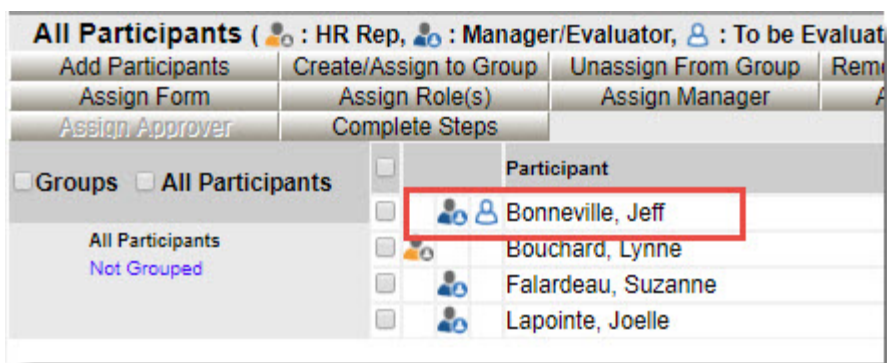 All Participants ( : HR Rep, : Manager/Evaluator, : To be Evaluat
Add Participants Create/Assign to Group Unassign From Group Rem
Assign Form Assign Role(s) Assign Manager A
Assign Approver Complete Steps
Groups All Participants
All Participants
Not Grouped
Participant
Bonneville, Jeff
Bouchard, Lynne
Falardeau, Suzanne
Lapointe, Joelle